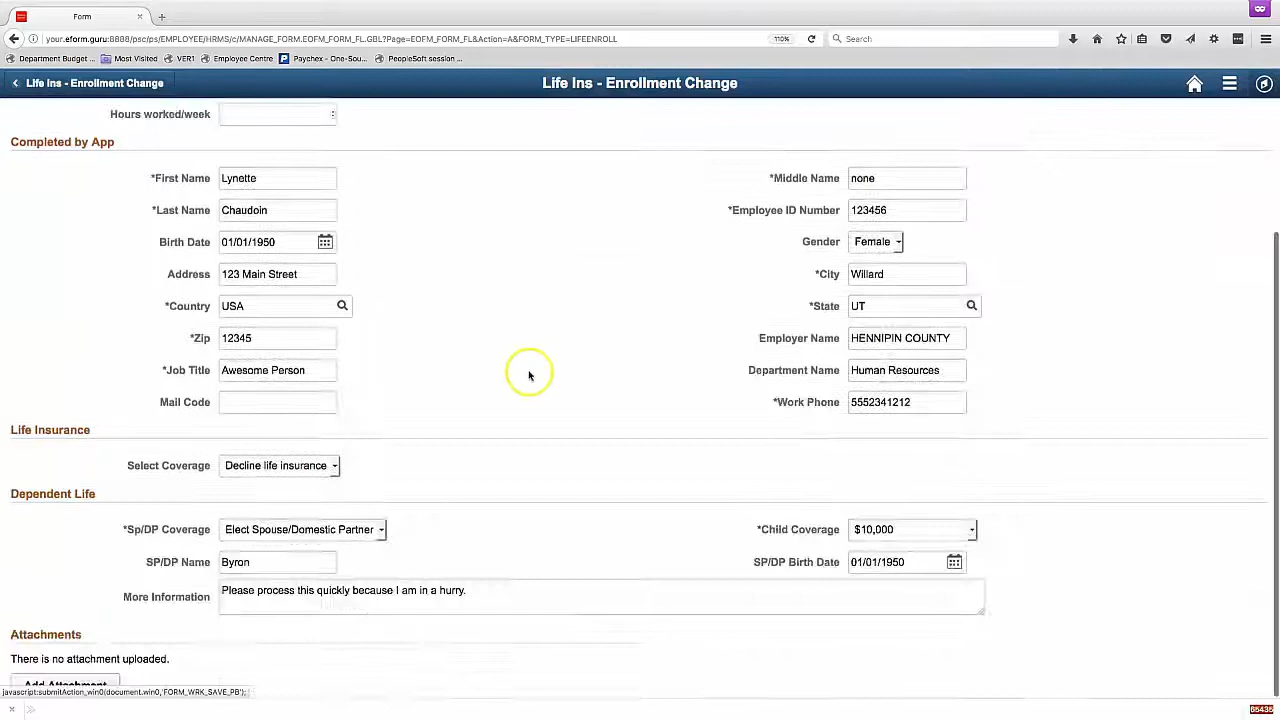 Form
your.eform.guru:8888/psc/ps/EMPLOYEE/HRMS/c/MANAGE_FORM.EOFM_FORM_FL.GBL?Page=EOFM_FORM_FL&Action=A&FORM_TYPE=LIFEENROLL
110%
Search
Department Budget ...
Most Visited
VER1
Employee Centre
Paychex - One-Sou...
PeopleSoft session ...
Life Ins - Enrollment Change
Life Ins - Enrollment Change
Hours worked/week
Completed by App
*First Name Lynette
*Middle Name none
*Last Name Chaudoin
*Employee ID Number 123456
Birth Date 01/01/1950
Gender Female
Address 123 Main Street
*City Willard
*Country USA
*State UT
*Zip 12345
Employer Name HENNIPIN COUNTY
*Job Title Awesome Person
Department Name Human Resources
Mail Code
*Work Phone 5552341212
Life Insurance
Select Coverage Decline life insurance
Dependent Life
*Sp/DP Coverage Elect Spouse/Domestic Partner
*Child Coverage $10,000
SP/DP Name Byron
SP/DP Birth Date 01/01/1950
More Information Please process this quickly because I am in a hurry.
Attachments
There is no attachment uploaded.
Add Attachment
javascript:submitAction_win0(document.win0,'FORM_WRK_SAVE_PB');
65435